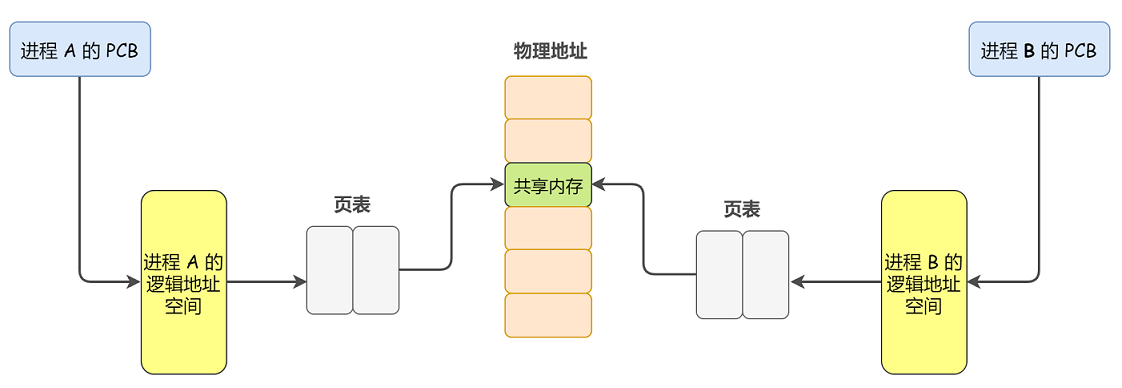 进程 A 的 PCB
物理地址
进程 B 的 PCB
共享内存
页表
页表
进程 A 的
逻辑地址
空间
进程 B 的
逻辑地址
空间